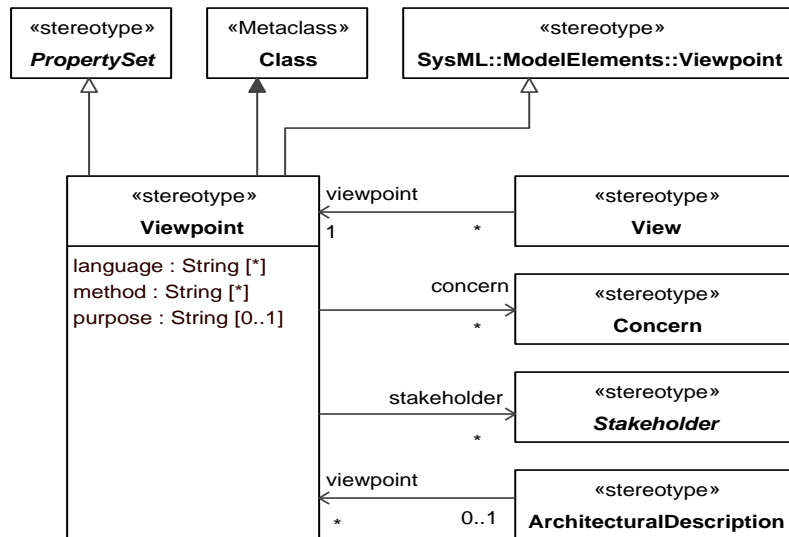 «stereotype»
PropertySet
«Metaclass»
Class
«stereotype»
SysML::ModelElements::Viewpoint
«stereotype»
Viewpoint
language : String [*]
method : String [*]
purpose : String [0..1]
viewpoint
1
*
«stereotype»
View
concern
*
«stereotype»
Concern
stakeholder
*
«stereotype»
Stakeholder
viewpoint
*
0..1
«stereotype»
ArchitecturalDescription